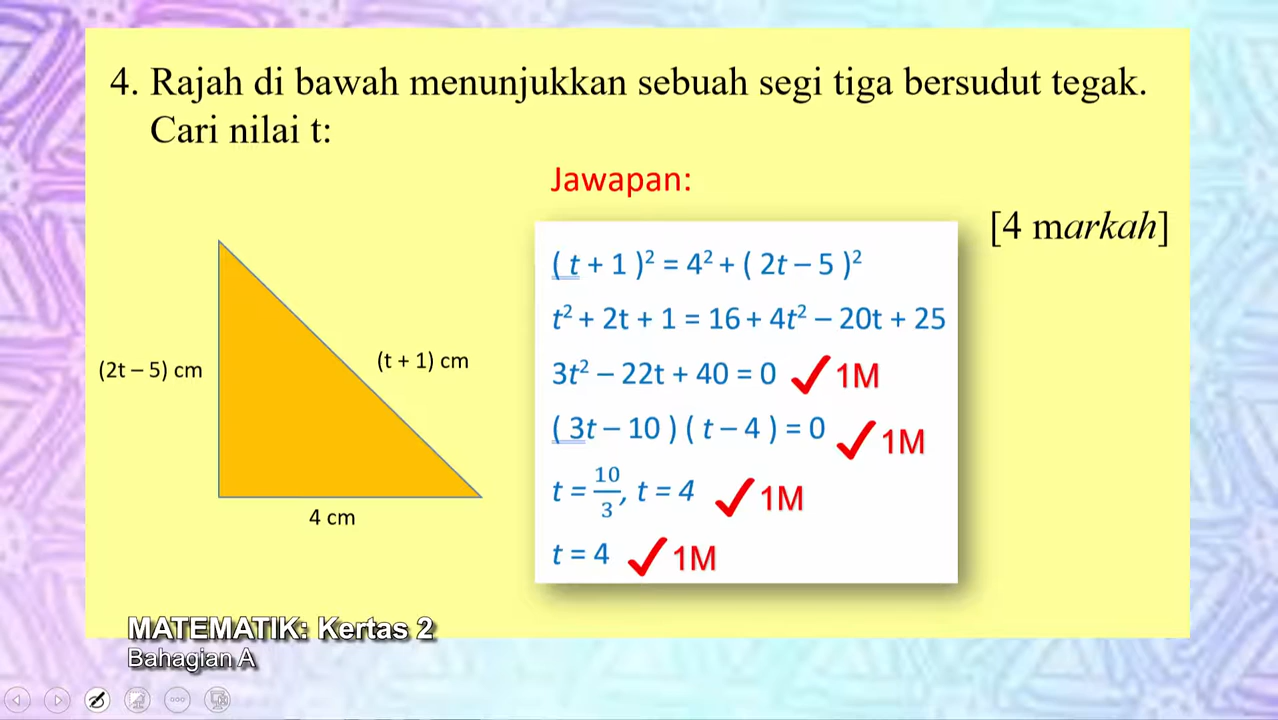 4. Rajah di bawah menunjukkan sebuah segi tiga bersudut tegak.
Cari nilai t:
Jawapan:
[4 markah]
(2t – 5) cm
(t + 1) cm
4 cm
( t + 1 )² = 4² + ( 2t – 5 )²
t² + 2t + 1 = 16 + 4t² – 20t + 25
3t² – 22t + 40 = 0 ✓ 1M
( 3t – 10 ) ( t – 4 ) = 0 ✓ 1M
t = 10/3, t = 4 ✓ 1M
t = 4 ✓ 1M
MATEMATIK: Kertas 2
Bahagian A